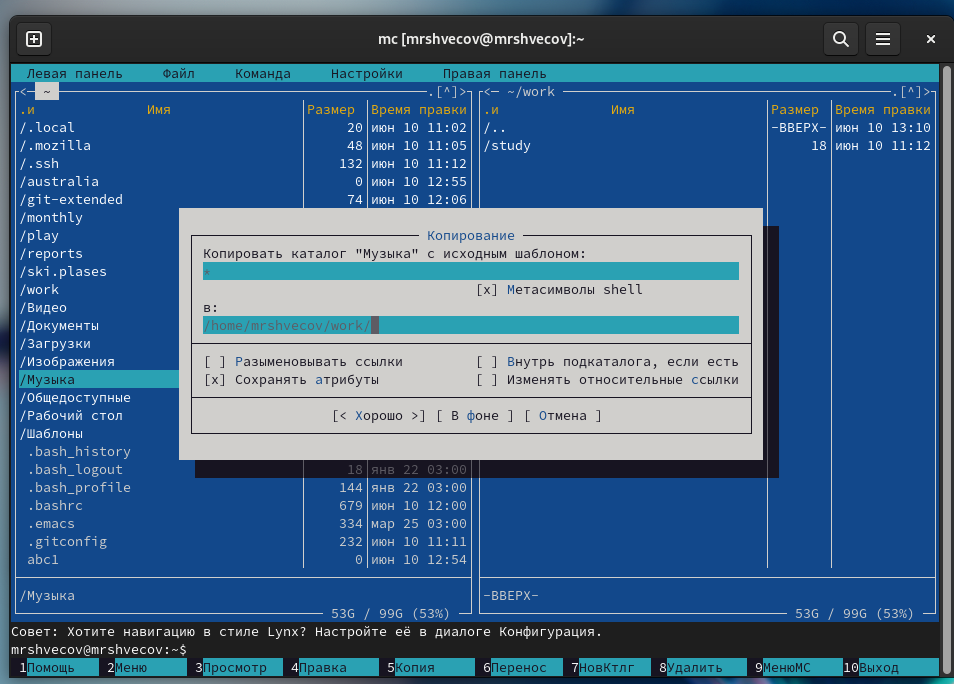 mc [mrshvecov@mrshvecov]:~
Левая панель Файл Команда Настройки Правая панель
<─ ~ .[^]> <─ ~/work .[^]>
.и Имя Размер Время правки .и Имя Размер Время правки
/.local 20 июн 10 11:02 /.. -ВВЕРХ- июн 10 13:10
/.mozilla 48 июн 10 11:05 /study 18 июн 10 11:12
/.ssh 132 июн 10 11:12
/australia 0 июн 10 12:55
/git-extended 74 июн 10 12:06
/monthly
/play
/reports
/ski.plases
/work
/Видео
/Документы
/Загрузки
/Изображения
/Музыка
/Общедоступные
/Рабочий стол
/Шаблоны
.bash_history
.bash_logout 18 янв 22 03:00
.bash_profile 144 янв 22 03:00
.bashrc 679 июн 10 12:00
.emacs 334 мар 25 03:00
.gitconfig 232 июн 10 11:11
abc1 0 июн 10 12:54
Копирование
Копировать каталог "Музыка" с исходным шаблоном:
*
[x] Метасимволы shell
в:
/home/mrshvecov/work/
[ ] Разыменовывать ссылки [ ] Внутрь подкаталога, если есть
[x] Сохранять атрибуты [ ] Изменять относительные ссылки
[< Хорошо >] [ В фоне ] [ Отмена ]
/Музыка -ВВЕРХ-
53G / 99G (53%) 53G / 99G (53%)
Совет: Хотите навигацию в стиле Lynx? Настройте её в диалоге Конфигурация.
mrshvecov@mrshvecov:~$
1Помощь 2Меню 3Просмотр 4Правка 5Копия 6Перенос 7НовКтлг 8Удалить 9МенюМС 10Выход